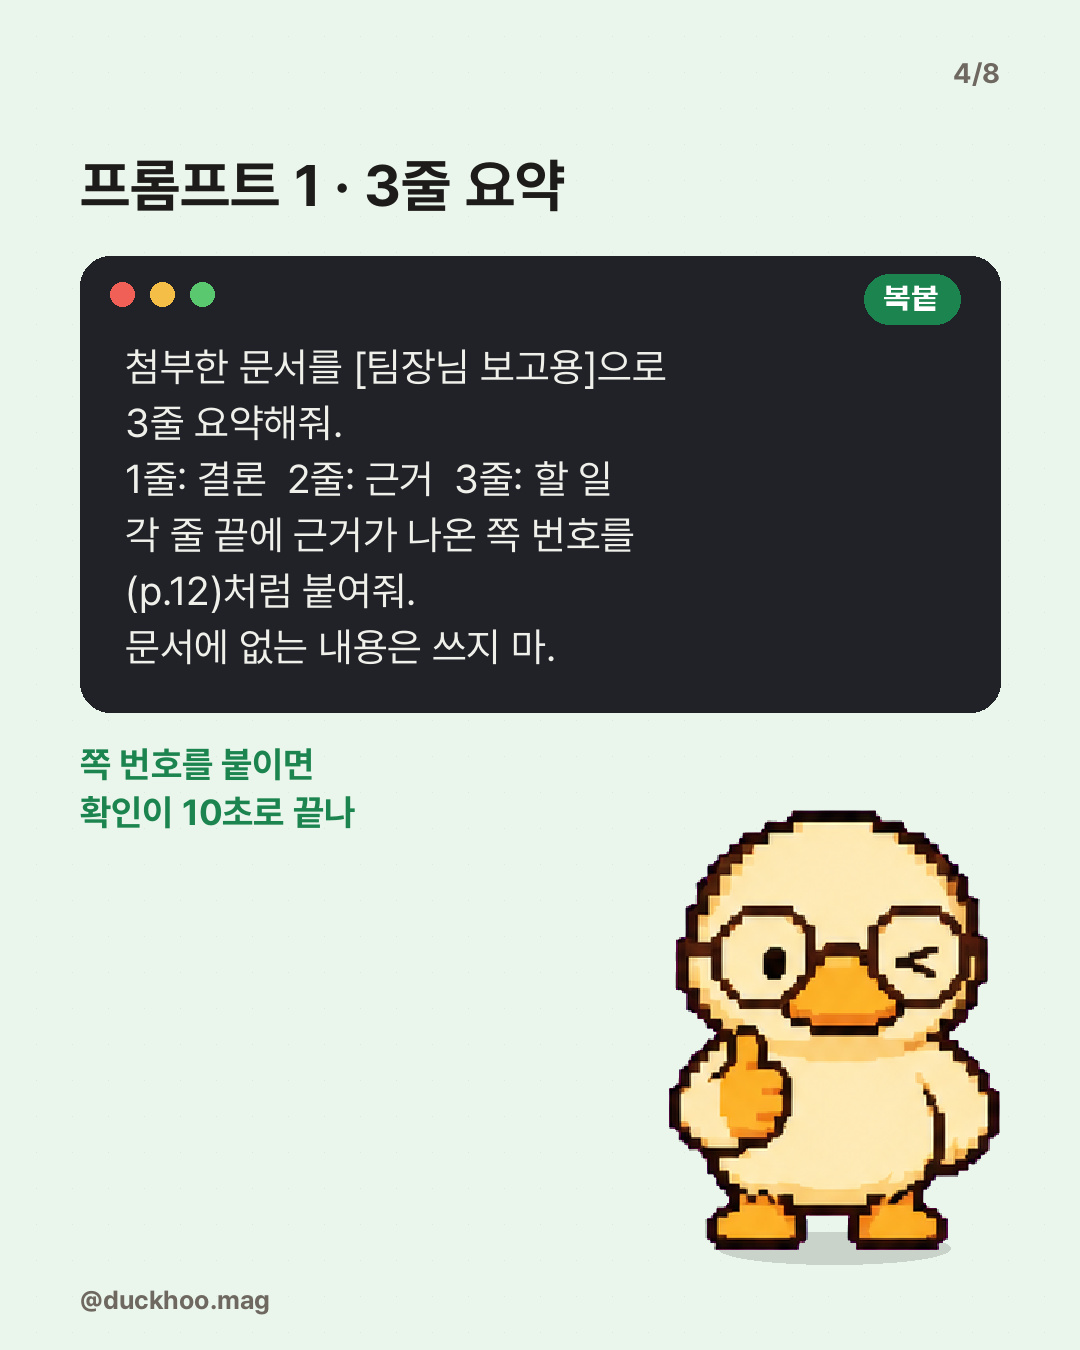 4/8
프롬프트 1 · 3줄 요약
복붙
첨부한 문서를 [팀장님 보고용]으로
3줄 요약해줘.
1줄: 결론  2줄: 근거  3줄: 할 일
각 줄 끝에 근거가 나온 쪽 번호를
(p.12)처럼 붙여줘.
문서에 없는 내용은 쓰지 마.
쪽 번호를 붙이면
확인이 10초로 끝나
@duckhoo.mag